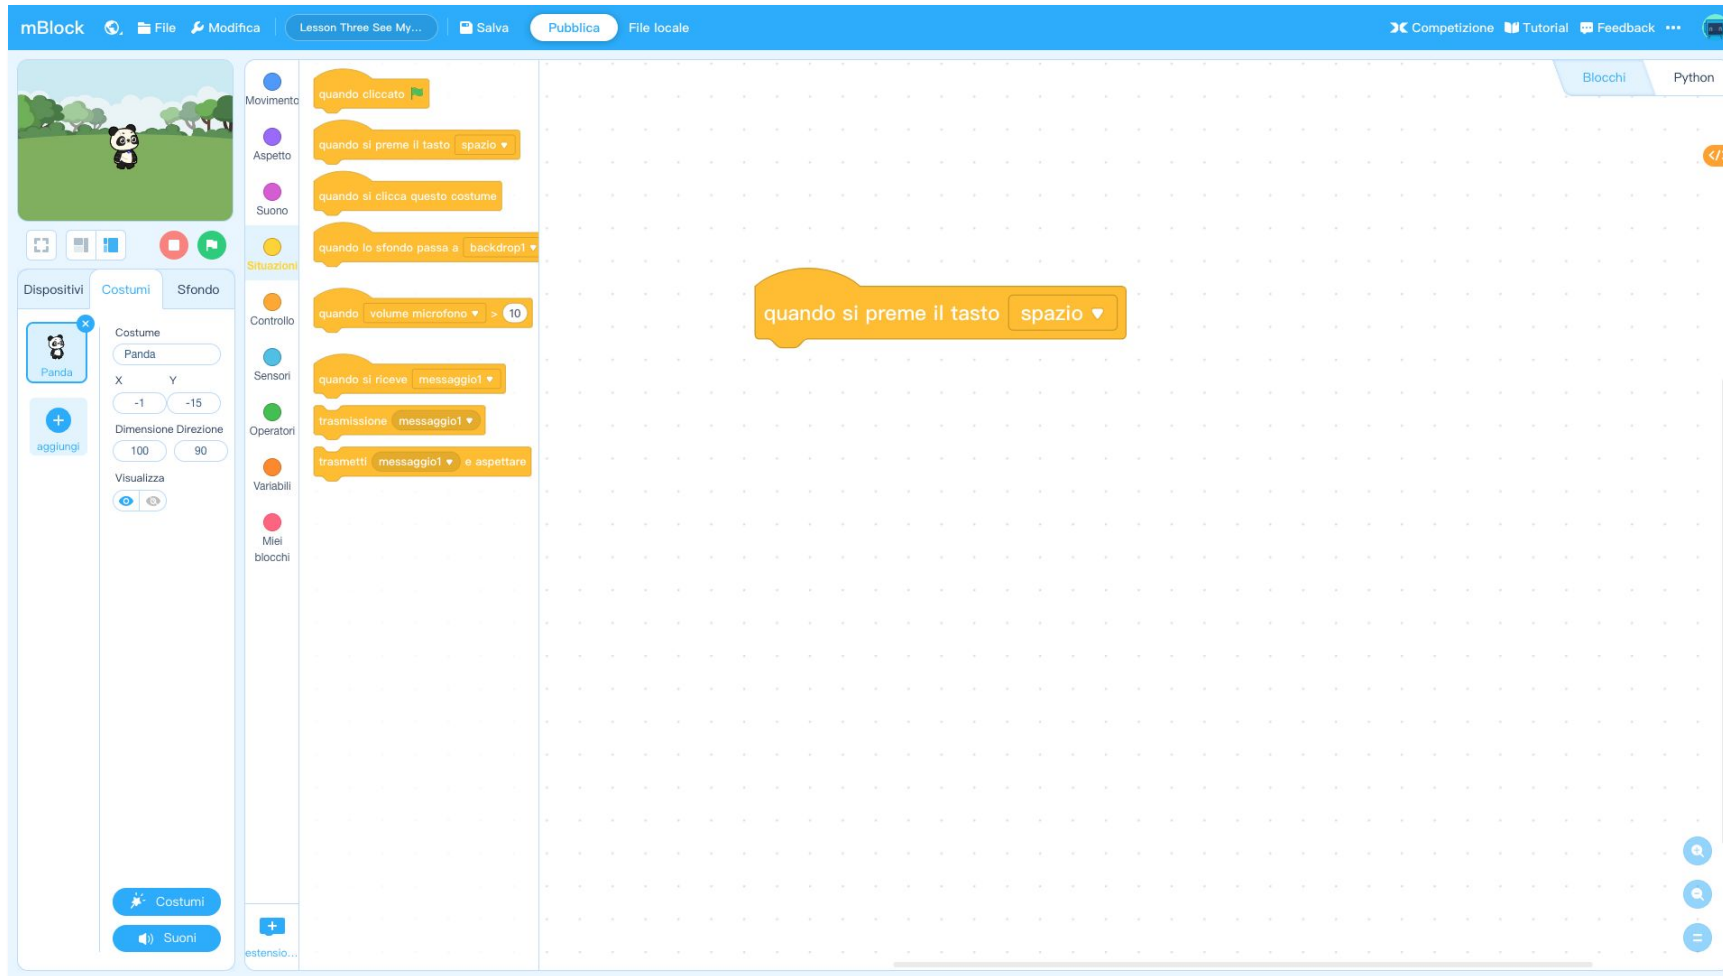 mBlock File Modifica Lesson Three See My... Salva Pubblica File locale Competizione Tutorial Feedback
Dispositivi Costumi Sfondo
Panda
aggiungi
Costume
Panda
X Y
-1 -15
Dimensione Direzione
100 90
Visualizza
Costumi
Suoni
Movimento
Aspetto
Suono
Situazioni
Controllo
Sensori
Operatori
Variabili
Miei
blocchi
estensio...
quando cliccato
quando si preme il tasto spazio
quando si clicca questo costume
quando lo sfondo passa a backdrop1
quando volume microfono > 10
quando si riceve messaggio1
trasmissione messaggio1
trasmetti messaggio1 e aspettare
quando si preme il tasto spazio
Blocchi Python